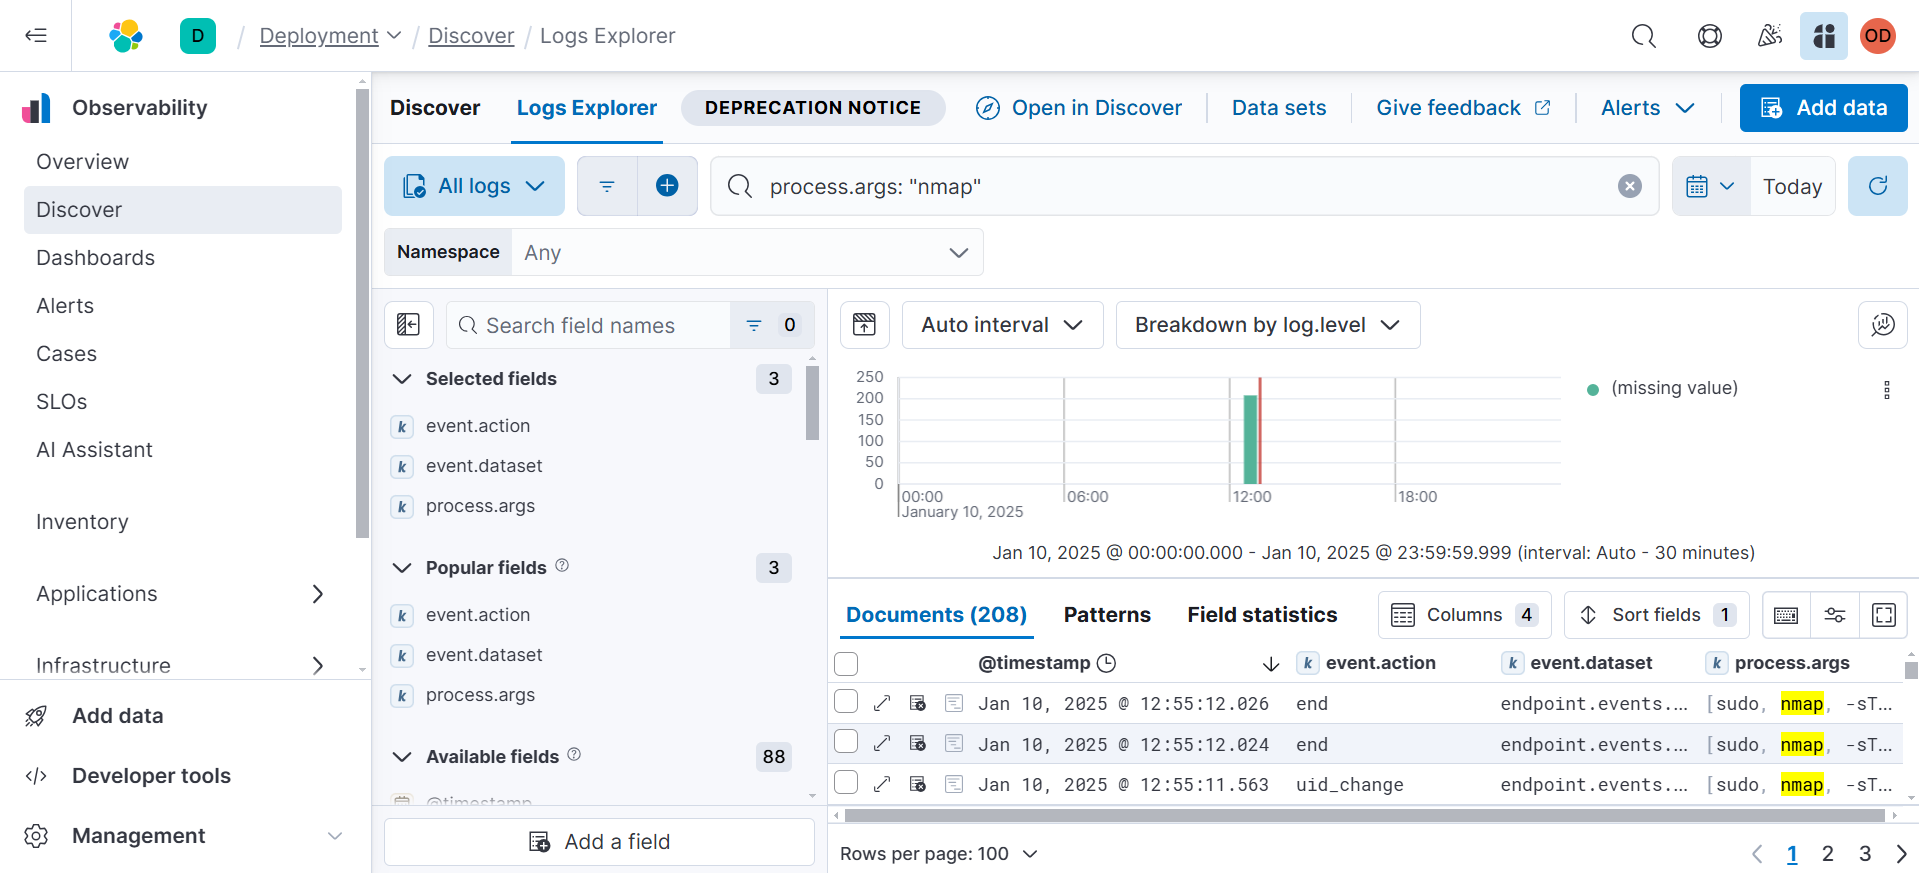 D / Deployment / Discover / Logs Explorer OD
Observability
Overview
Discover
Dashboards
Alerts
Cases
SLOs
AI Assistant
Inventory
Applications
Infrastructure
Add data
Developer tools
Management
Discover Logs Explorer DEPRECATION NOTICE Open in Discover Data sets Give feedback Alerts Add data
All logs process.args: "nmap" Today
Namespace Any
Search field names 0
Selected fields 3
k event.action
k event.dataset
k process.args
Popular fields 3
k event.action
k event.dataset
k process.args
Available fields 88
@timestamp
Add a field
Auto interval Breakdown by log.level
250
200
150
100
50
0
00:00 06:00 12:00 18:00
January 10, 2025
(missing value)
Jan 10, 2025 @ 00:00:00.000 - Jan 10, 2025 @ 23:59:59.999 (interval: Auto - 30 minutes)
Documents (208) Patterns Field statistics Columns 4 Sort fields 1
@timestamp k event.action k event.dataset k process.args
Jan 10, 2025 @ 12:55:12.026 end endpoint.events.... [sudo, nmap, -sT...
Jan 10, 2025 @ 12:55:12.024 end endpoint.events.... [sudo, nmap, -sT...
Jan 10, 2025 @ 12:55:11.563 uid_change endpoint.events.... [sudo, nmap, -sT...
Rows per page: 100 1 2 3